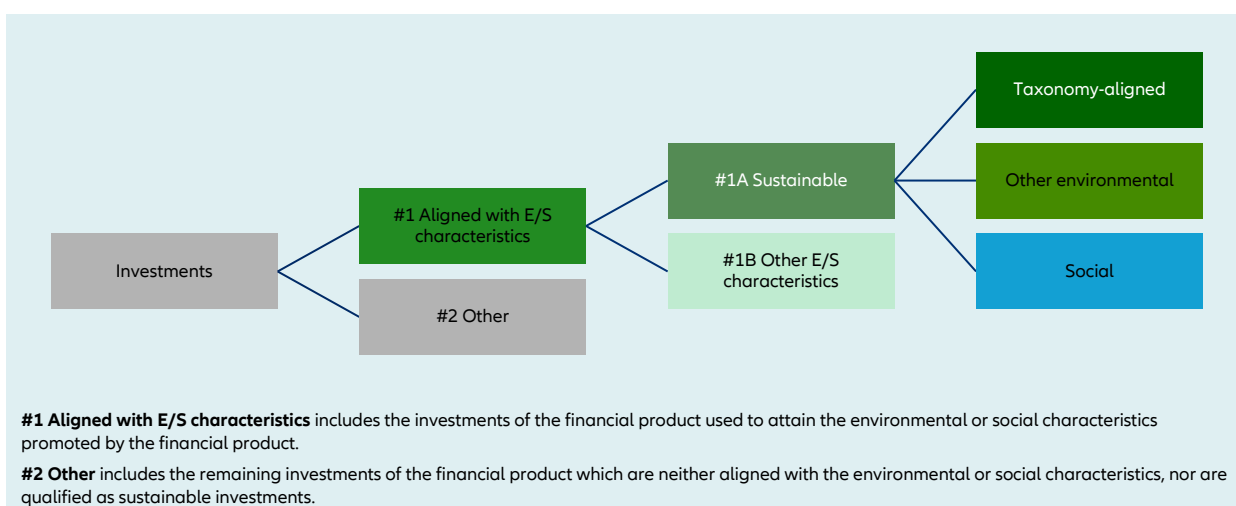 Taxonomy-aligned
#1A Sustainable
Other environmental
#1 Aligned with E/S
characteristics
Investments
#1B Other E/S
characteristics
Social
#2 Other
#1 Aligned with E/S characteristics includes the investments of the financial product used to attain the environmental or social characteristics
promoted by the financial product.
#2 Other includes the remaining investments of the financial product which are neither aligned with the environmental or social characteristics, nor are
qualified as sustainable investments.